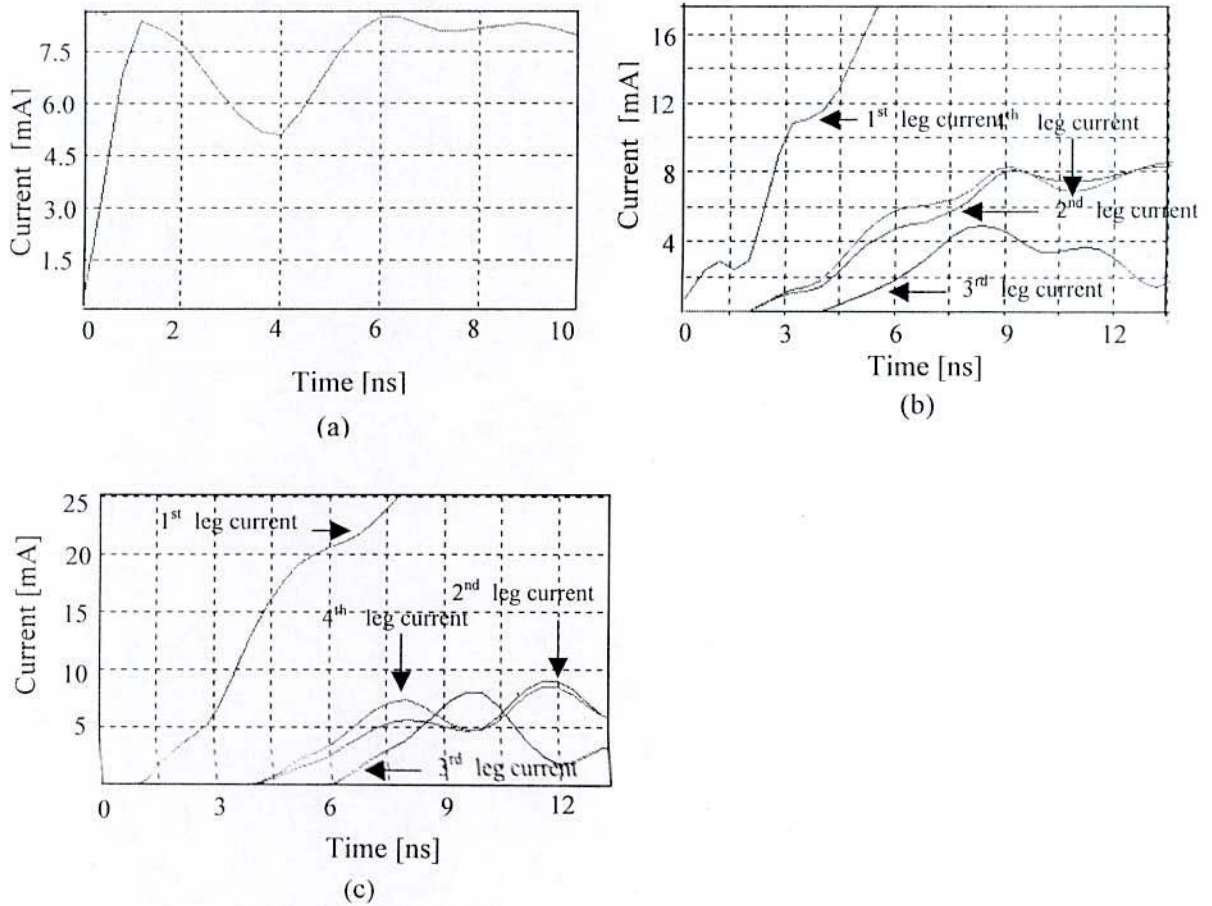 Current [mA]
7.5
6.0
4.5
3.0
1.5
0 2 4 6 8 10
Time [ns]
(a)
Current [mA]
16
12
8
4
0 3 6 9 12
1st leg current
4th leg current
2nd leg current
3rd leg current
Time [ns]
(b)
Current [mA]
25
20
15
10
5
0 3 6 9 12
1st leg current
2nd leg current
4th leg current
3rd leg current
Time [ns]
(c)